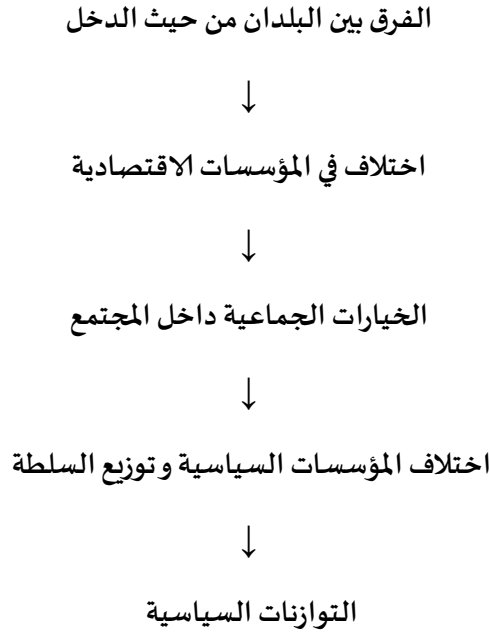 الفرق بين البلدان من حيث الدخل
↓
اختلاف في المؤسسات الاقتصادية
↓
الخيارات الجماعية داخل المجتمع
↓
اختلاف المؤسسات السياسية وتوزيع السلطة
↓
التوازنات السياسية